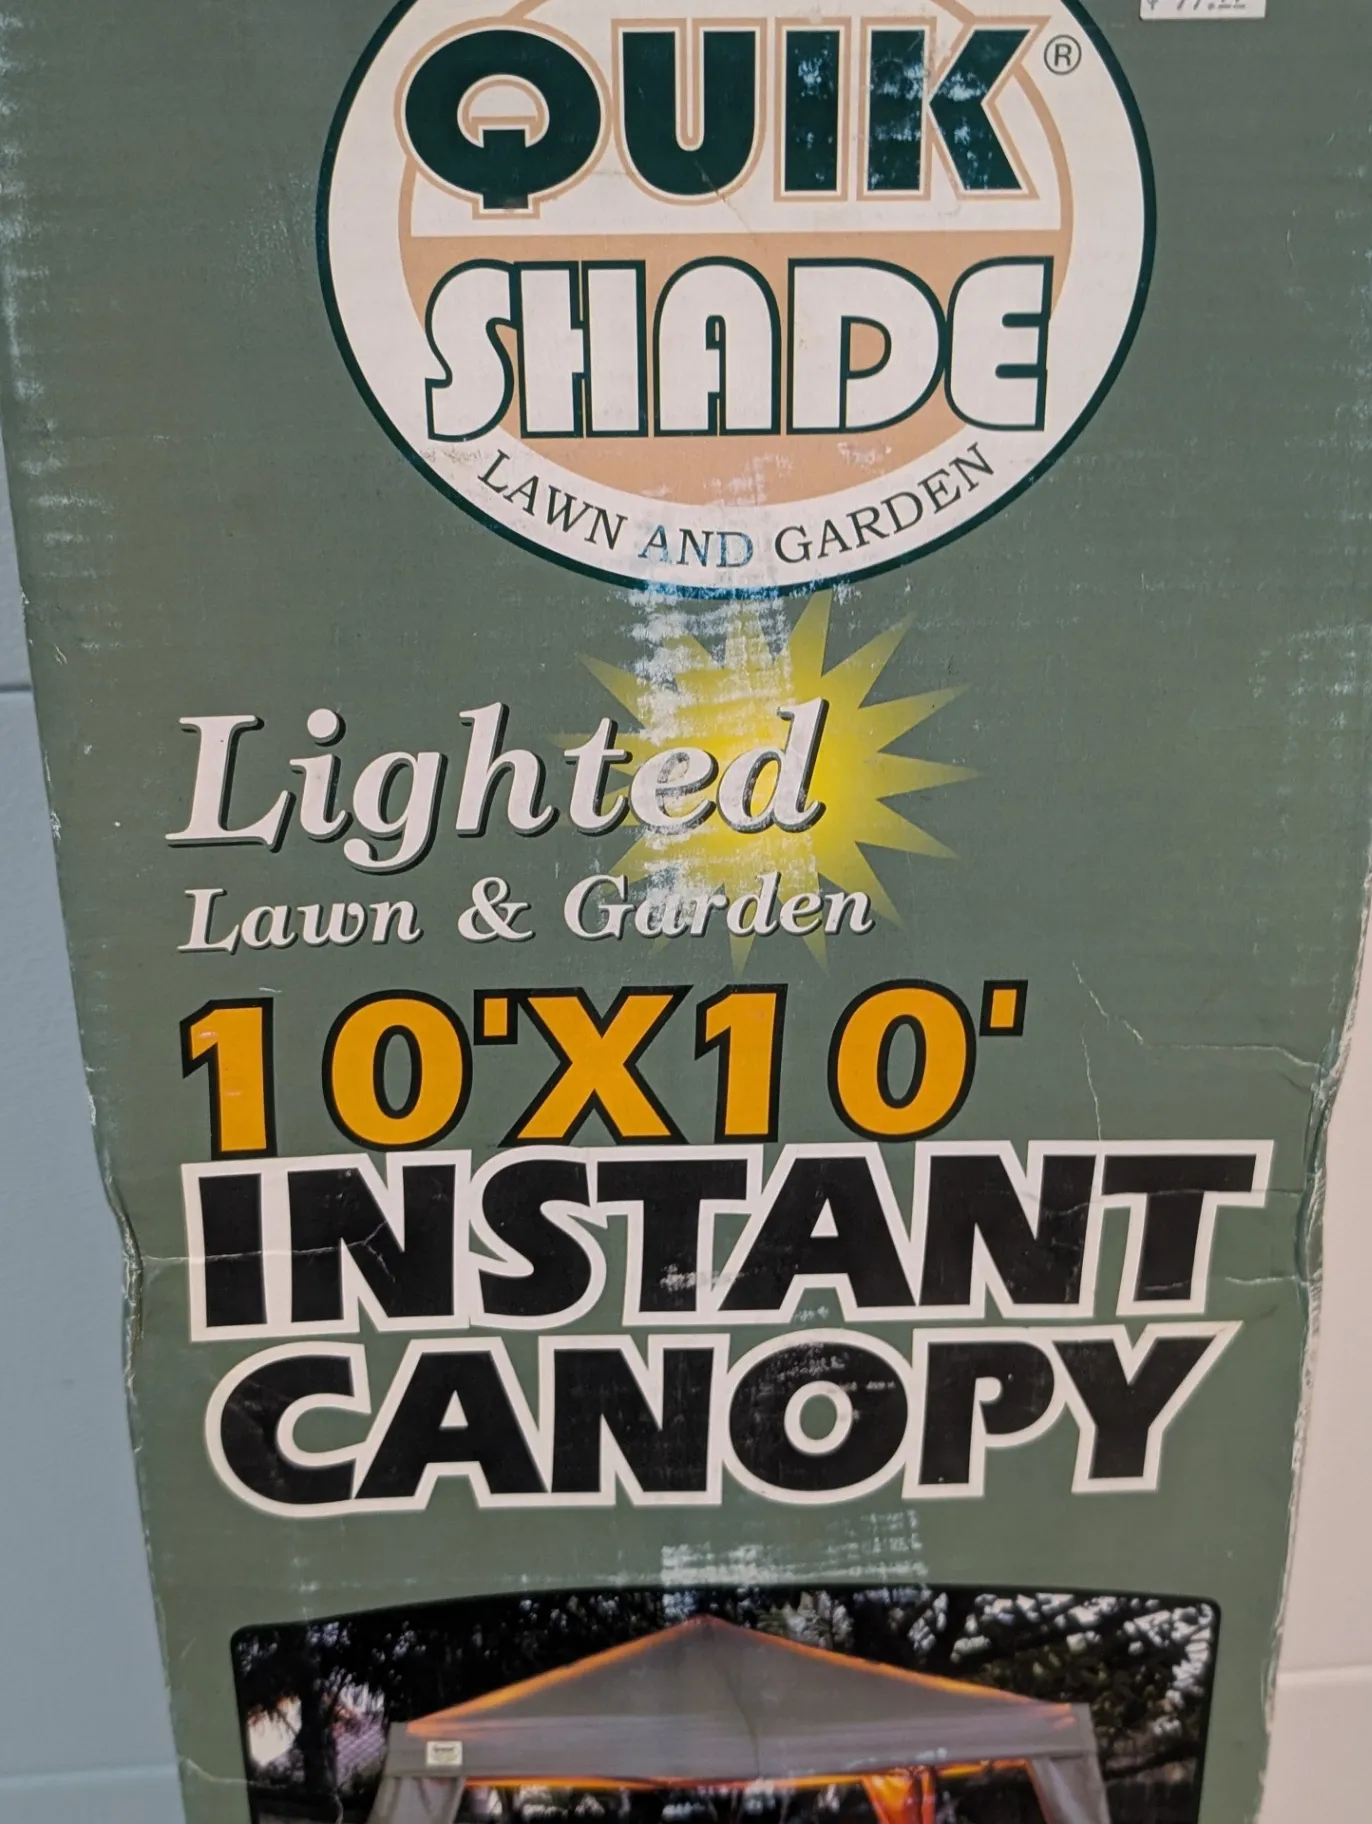 QUIK®
SHADE
LAWN AND GARDEN
Lighted
Lawn & Garden
10'X10'
INSTANT
CANOPY